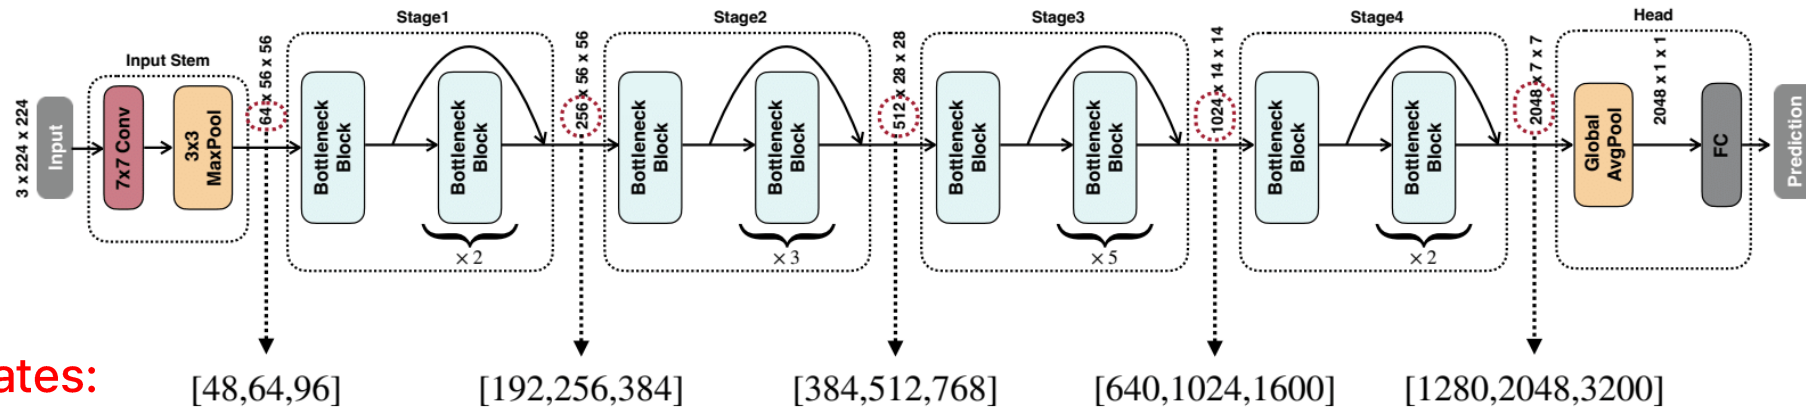 Stage1
Stage2
Stage3
Stage4
Head
Input Stem
3 x 224 x 224
Input
7x7 Conv
3x3
MaxPool
64 x 56 x 56
Bottleneck
Block
Bottleneck
Block
× 2
256 x 56 x 56
Bottleneck
Block
Bottleneck
Block
× 3
512 x 28 x 28
Bottleneck
Block
Bottleneck
Block
× 5
1024 x 14 x 14
Bottleneck
Block
Bottleneck
Block
× 2
2048 x 7 x 7
Global
AvgPool
2048 x 1 x 1
FC
Prediction
ates:
[48,64,96]
[192,256,384]
[384,512,768]
[640,1024,1600]
[1280,2048,3200]